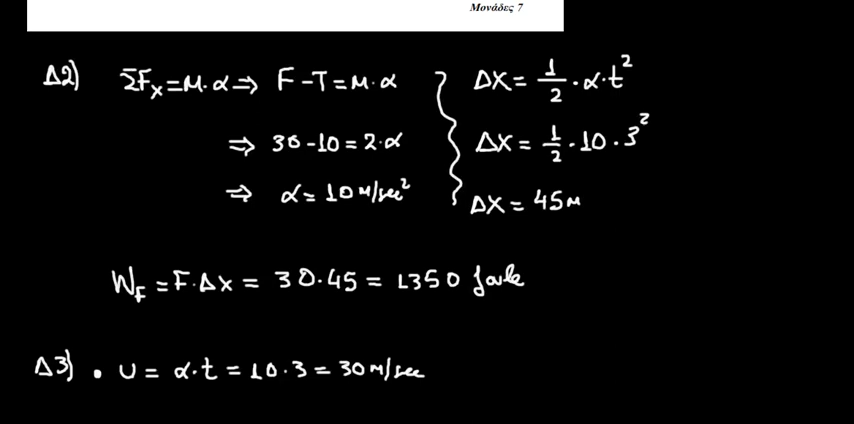 Μονάδες 7
Δ2) ΣFx = M·α ⇒ F - T = M·α
⇒ 30 - 10 = 2·α
⇒ α = 10 M/sec²
Δx = 1/2 · α·t²
Δx = 1/2 · 10 · 3²
Δx = 45 M
WF = F·Δx = 30·45 = 1350 Joule
Δ3) • υ = α·t = 10·3 = 30 M/sec